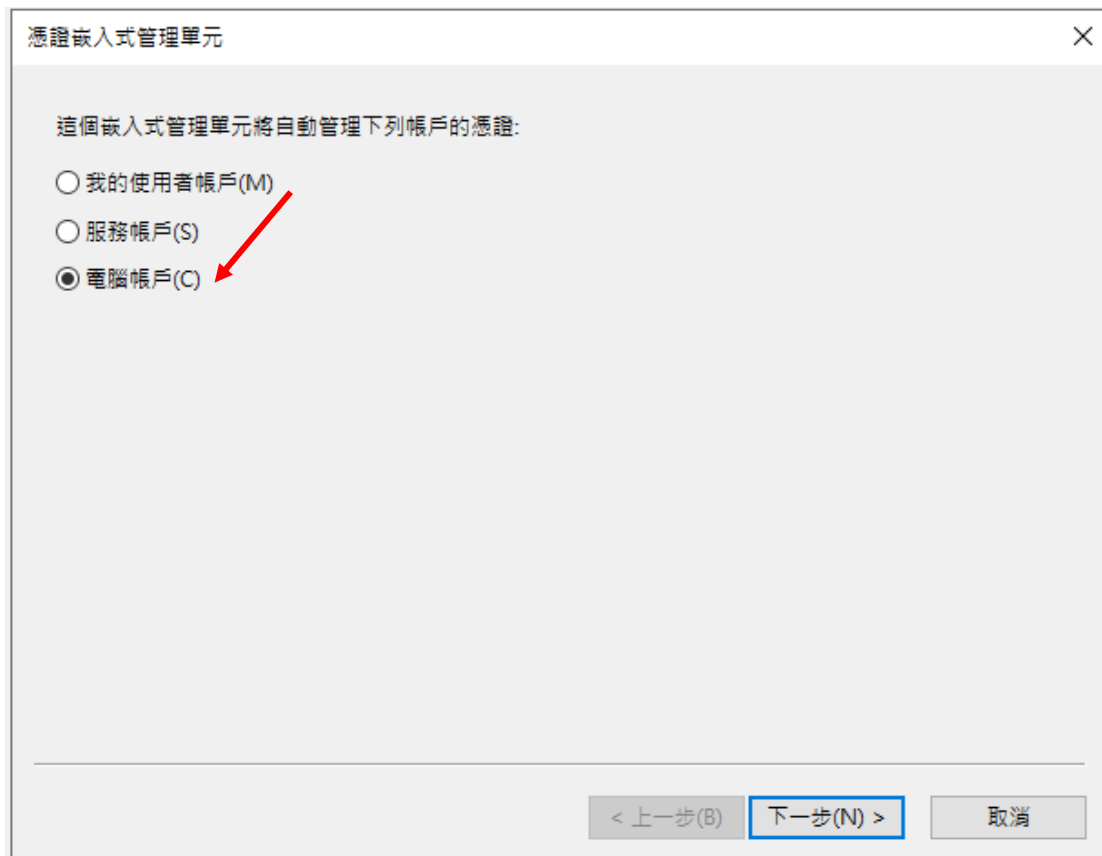 憑證嵌入式管理單元
這個嵌入式管理單元將自動管理下列帳戶的憑證:
我的使用者帳戶(M)
服務帳戶(S)
電腦帳戶(C)
< 上一步(B) 下一步(N) > 取消